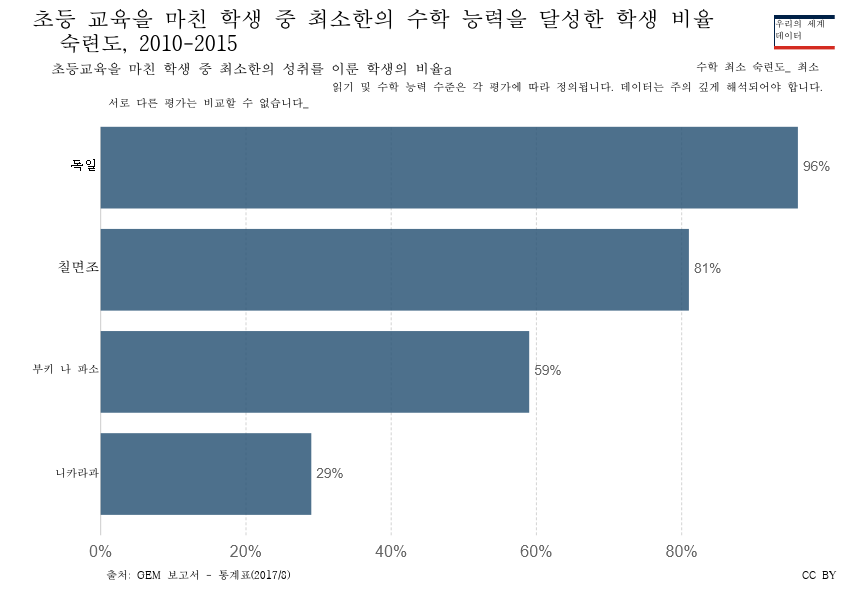 초등 교육을 마친 학생 중 최소한의 수학 능력을 달성한 학생 비율
숙련도, 2010-2015
우리의 세계
데이터
초등교육을 마친 학생 중 최소한의 성취를 이룬 학생의 비율a
수학 최소 숙련도_ 최소
읽기 및 수학 능력 수준은 각 평가에 따라 정의됩니다. 데이터는 주의 깊게 해석되어야 합니다.
서로 다른 평가는 비교할 수 없습니다_
독일
96%
칠면조
81%
부키 나 파소
59%
니카라과
29%
0% 20% 40% 60% 80%
출처: GEM 보고서 - 통계표(2017/8)
CC BY